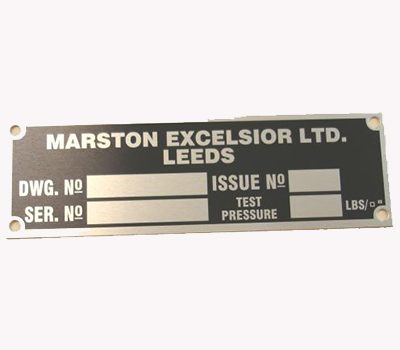 MARSTON EXCELSIOR LTD.
LEEDS
DWG. Nº ISSUE Nº
SER. Nº TEST PRESSURE LBS/□"